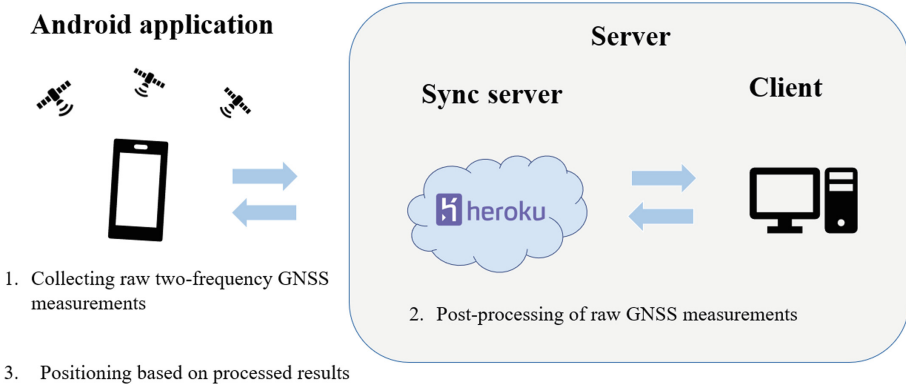 Android application
Server
Sync server
Client
heroku
1. Collecting raw two-frequency GNSS
measurements
2. Post-processing of raw GNSS measurements
3. Positioning based on processed results